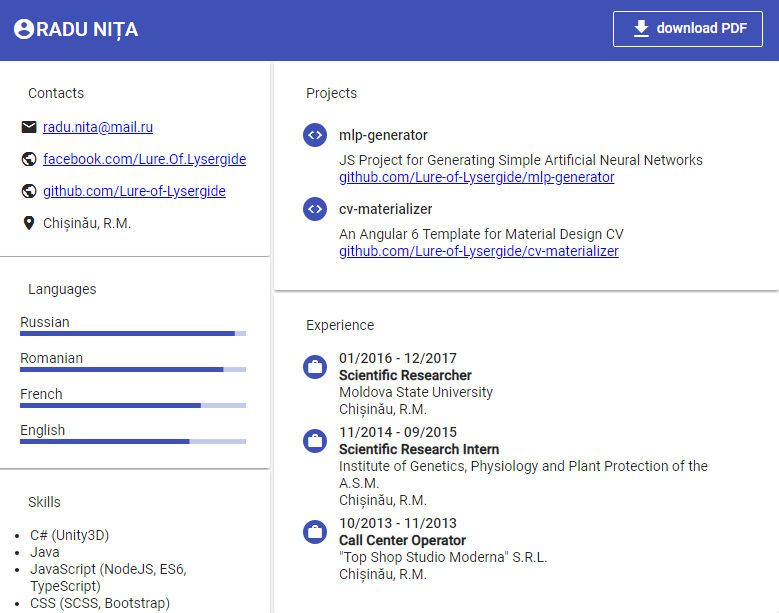 RADU NIȚA
download PDF
Contacts
radu.nita@mail.ru
facebook.com/Lure.Of.Lysergide
github.com/Lure-of-Lysergide
Chișinău, R.M.
Languages
Russian
Romanian
French
English
Skills
C# (Unity3D)
Java
JavaScript (NodeJS, ES6,
TypeScript)
CSS (SCSS, Bootstrap)
Projects
mlp-generator
JS Project for Generating Simple Artificial Neural Networks
github.com/Lure-of-Lysergide/mlp-generator
cv-materializer
An Angular 6 Template for Material Design CV
github.com/Lure-of-Lysergide/cv-materializer
Experience
01/2016 - 12/2017
Scientific Researcher
Moldova State University
Chișinău, R.M.
11/2014 - 09/2015
Scientific Research Intern
Institute of Genetics, Physiology and Plant Protection of the
A.S.M.
Chișinău, R.M.
10/2013 - 11/2013
Call Center Operator
"Top Shop Studio Moderna" S.R.L.
Chișinău, R.M.